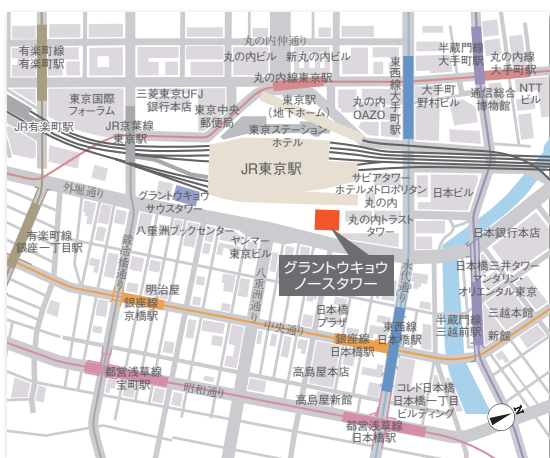 丸の内仲通り
有楽町線
有楽町駅
丸の内ビル
新丸の内ビル
半蔵門線
大手町駅
丸の内線
大手町駅
丸の内線東京駅
東西線大手町駅
三菱東京UFJ
銀行本店
東京国際
フォーラム
東京中央
郵便局
東京駅
（地下ホーム）
丸の内
OAZO
大手町
野村ビル
通信総合
博物館
NTT
ビル
JR有楽町駅
JR京葉線
東京駅
東京ステーション
ホテル
JR東京駅
サピアタワー
ホテルメトロポリタン
丸の内
日本ビル
外堀通り
グラントウキョウ
サウスタワー
丸の内トラスト
タワー
有楽町線
銀座一丁目駅
鍛冶橋通り
八重洲ブックセンター
ヤンマー
東京ビル
日本銀行本店
グラントウキョウ
ノースタワー
八重洲通り
永代通り
日本橋三井タワー
マンダリン・
オリエンタル東京
明治屋
銀座線
京橋駅
中央通り
日本橋
プラザ
銀座線
日本橋駅
東西線
日本橋駅
半蔵門線
三越前駅
三越本店
新館
都営浅草線
宝町駅
昭和通り
高島屋本店
高島屋新館
コレド日本橋
日本橋一丁目
ビルディング
都営浅草線
日本橋駅
N